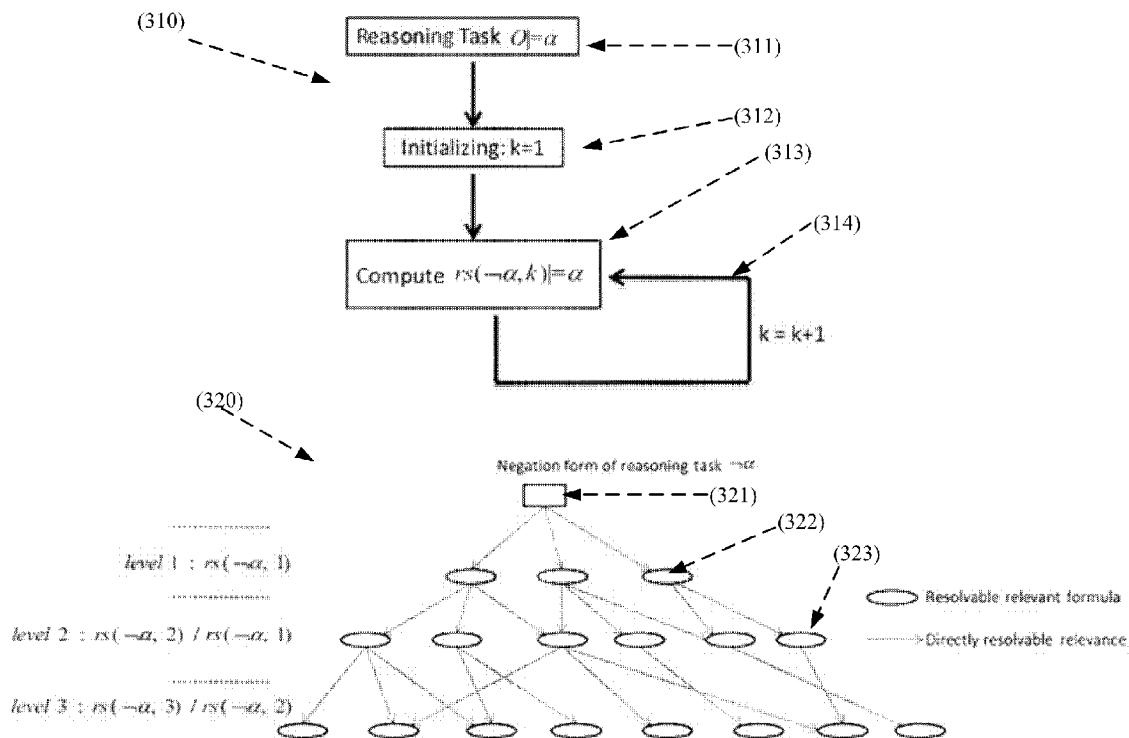 (310)
Reasoning Task O|=α
(311)
Initializing: k=1
(312)
(313)
(314)
Compute rs(¬α,k)|=α
k = k+1
(320)
Negation form of reasoning task ¬α
(321)
(322)
level 1 : rs(¬α, 1)
(323)
Resolvable relevant formula
level 2 : rs(¬α, 2) / rs(¬α, 1)
Directly resolvable relevance
level 3 : rs(¬α, 3) / rs(¬α, 2)